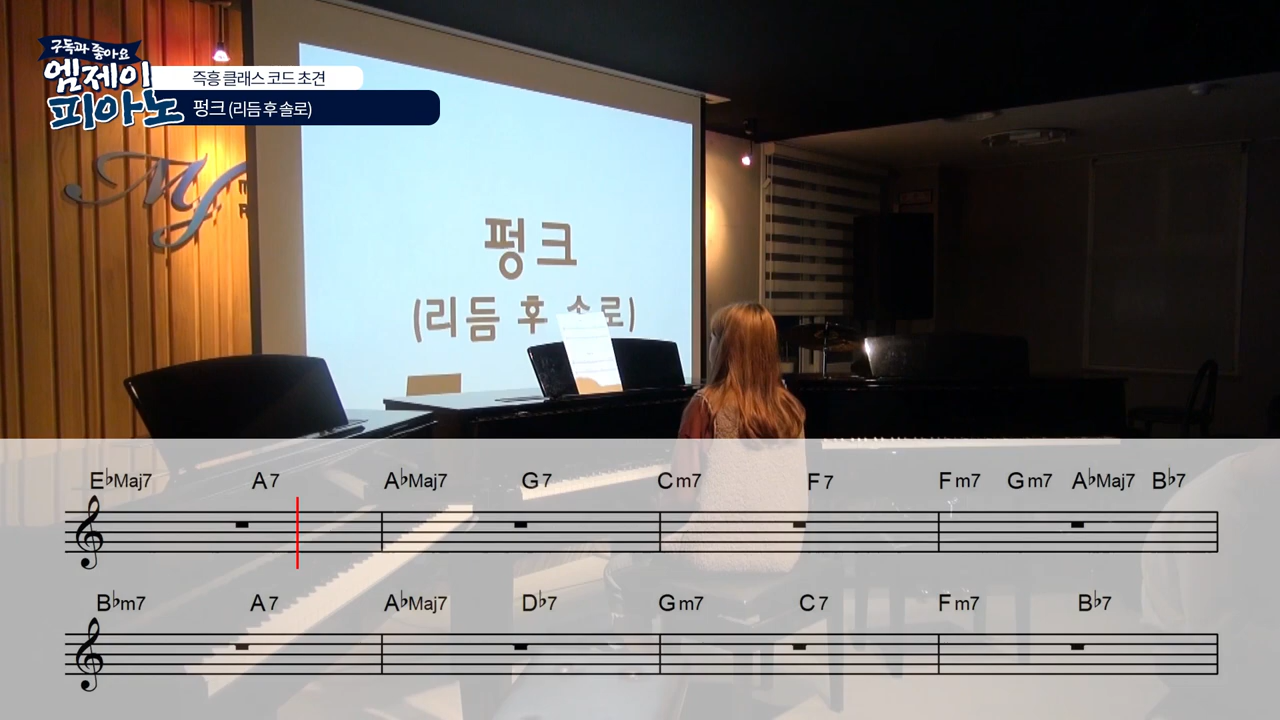 구독과 좋아요
엠제이
피아노
즉흥 클래스 코드 초견
펑크 (리듬 후 솔로)
My
펑크
(리듬 후 솔로)
E♭Maj7 A7 A♭Maj7 G7 Cm7 F7 Fm7 Gm7 A♭Maj7 B♭7
B♭m7 A7 A♭Maj7 D♭7 Gm7 C7 Fm7 B♭7